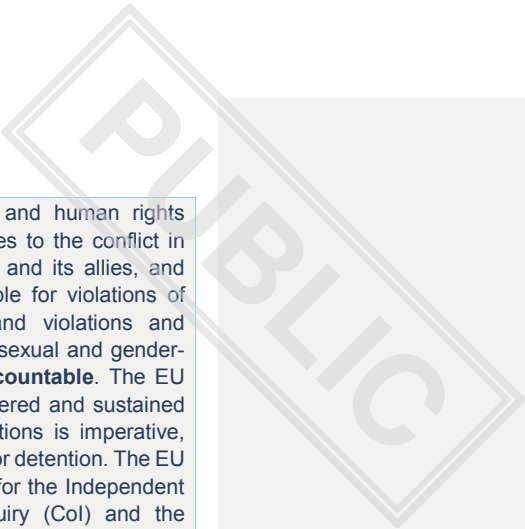 PUBLIC
and human rights
es to the conflict in
and its allies, and
ble for violations of
and violations and
sexual and gender-
countable. The EU
ered and sustained
tions is imperative,
or detention. The EU
for the Independent
uiry (CoI) and the